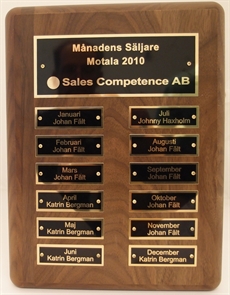 Månadens Säljare
Motala 2010
Sales Competence AB
Januari
Johan Fält
Februari
Johan Fält
Mars
Johan Fält
April
Katrin Bergman
Maj
Katrin Bergman
Juni
Katrin Bergman
Juli
Johnny Haxholm
Augusti
Johan Fält
September
Johan Fält
Oktober
Johan Fält
November
Johan Fält
December
Katrin Bergman